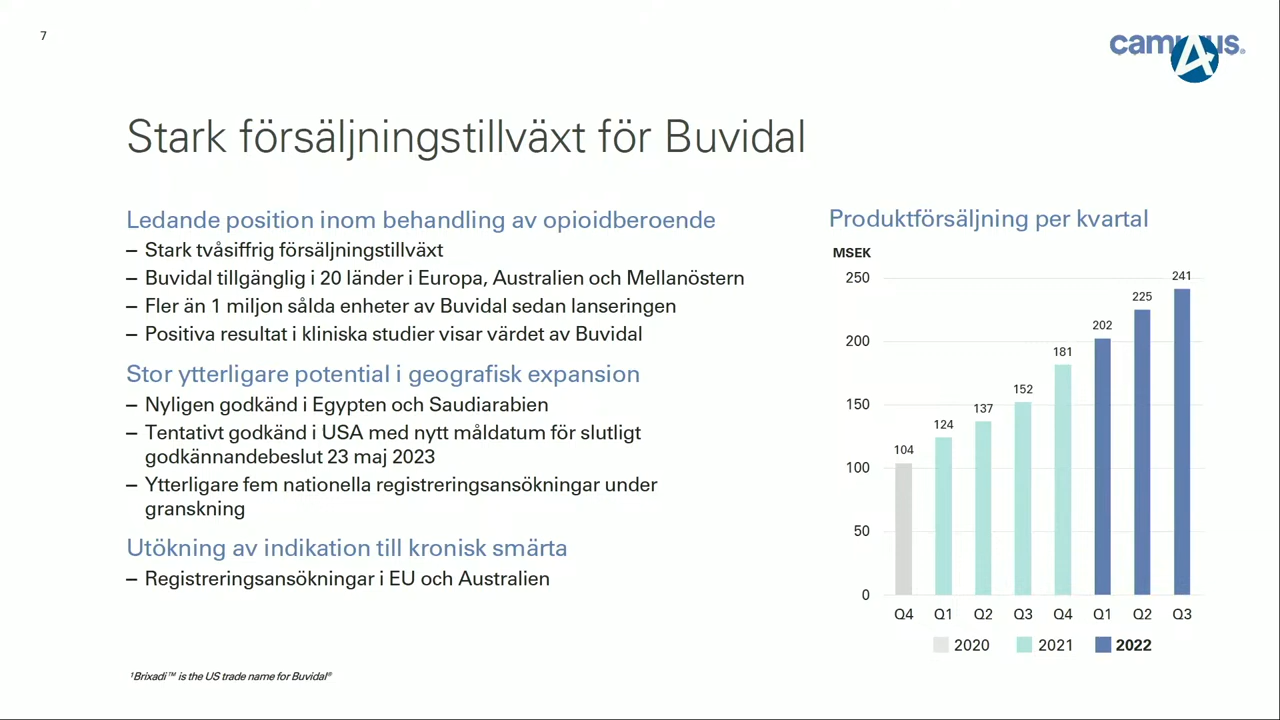 7
Stark försäljningstillväxt för Buvidal
Ledande position inom behandling av opioidberoende
– Stark tvåsiffrig försäljningstillväxt
– Buvidal tillgänglig i 20 länder i Europa, Australien och Mellanöstern
– Fler än 1 miljon sålda enheter av Buvidal sedan lanseringen
– Positiva resultat i kliniska studier visar värdet av Buvidal
Stor ytterligare potential i geografisk expansion
– Nyligen godkänd i Egypten och Saudiarabien
– Tentativt godkänd i USA med nytt måldatum för slutligt
godkännandebeslut 23 maj 2023
– Ytterligare fem nationella registreringsansökningar under
granskning
Utökning av indikation till kronisk smärta
– Registreringsansökningar i EU och Australien
Produktförsäljning per kvartal
MSEK
250
200
150
100
50
0
104
124
137
152
181
202
225
241
Q4 Q1 Q2 Q3 Q4 Q1 Q2 Q3
2020 2021 2022
¹Brixadi™ is the US trade name for Buvidal®